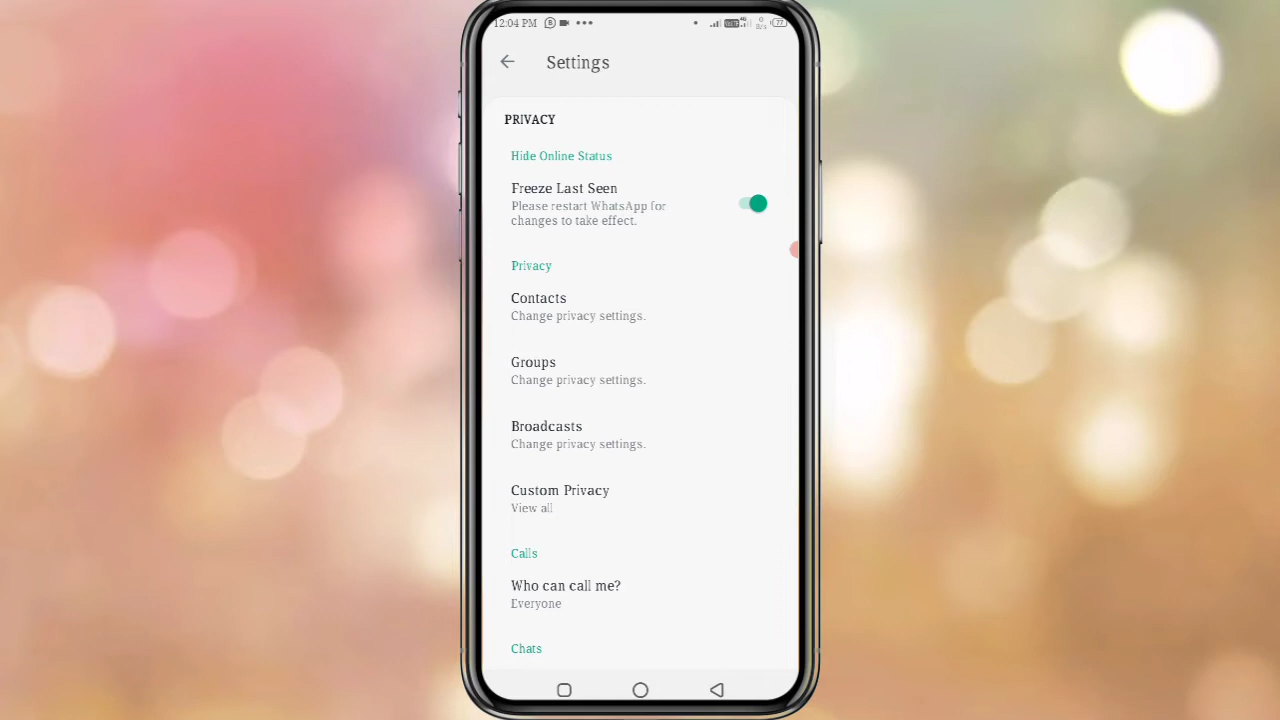 12:04 PM
Settings
PRIVACY
Hide Online Status
Freeze Last Seen
Please restart WhatsApp for
changes to take effect.
Privacy
Contacts
Change privacy settings.
Groups
Change privacy settings.
Broadcasts
Change privacy settings.
Custom Privacy
View all
Calls
Who can call me?
Everyone
Chats